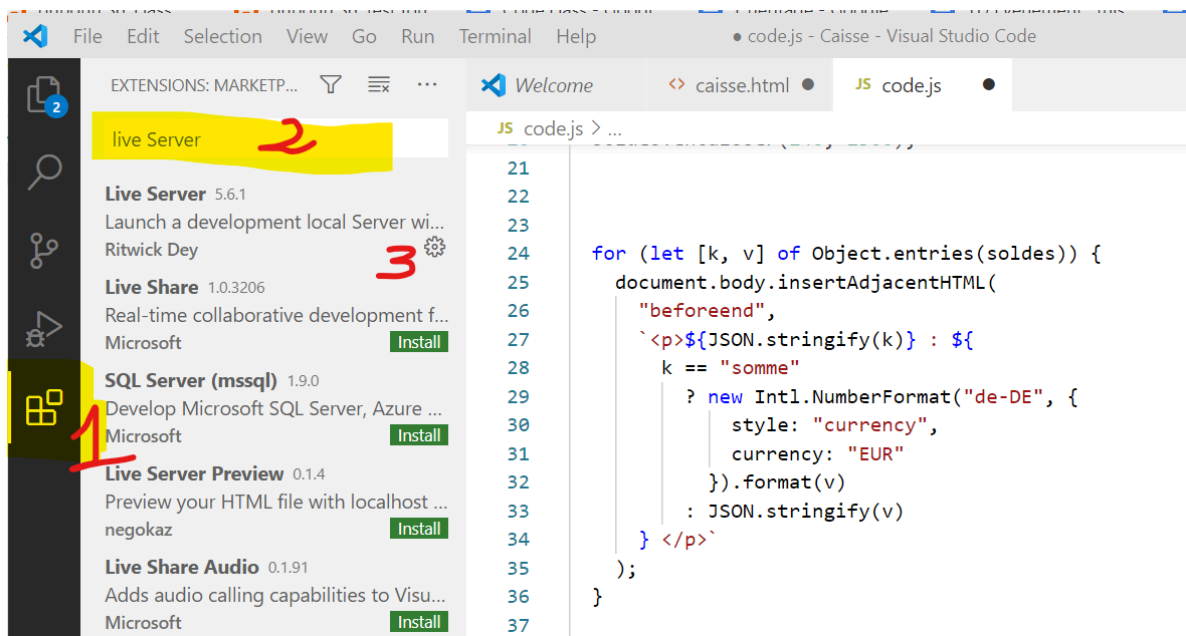 File Edit Selection View Go Run Terminal Help ● code.js - Caisse - Visual Studio Code
2
EXTENSIONS: MARKETP... ···
Welcome <> caisse.html ● JS code.js ●
live Server 2
JS code.js > ...
Live Server 5.6.1
Launch a development local Server wi...
Ritwick Dey
3
Live Share 1.0.3206
Real-time collaborative development f...
Microsoft Install
SQL Server (mssql) 1.9.0
Develop Microsoft SQL Server, Azure ...
Microsoft Install
1
Live Server Preview 0.1.4
Preview your HTML file with localhost ...
negokaz Install
Live Share Audio 0.1.91
Adds audio calling capabilities to Visu...
Microsoft Install
21
22
23
24 for (let [k, v] of Object.entries(soldes)) {
25 document.body.insertAdjacentHTML(
26 "beforeend",
27 `<p>${JSON.stringify(k)} : ${
28 k == "somme"
29 ? new Intl.NumberFormat("de-DE", {
30 style: "currency",
31 currency: "EUR"
32 }).format(v)
33 : JSON.stringify(v)
34 } </p>`
35 );
36 }
37